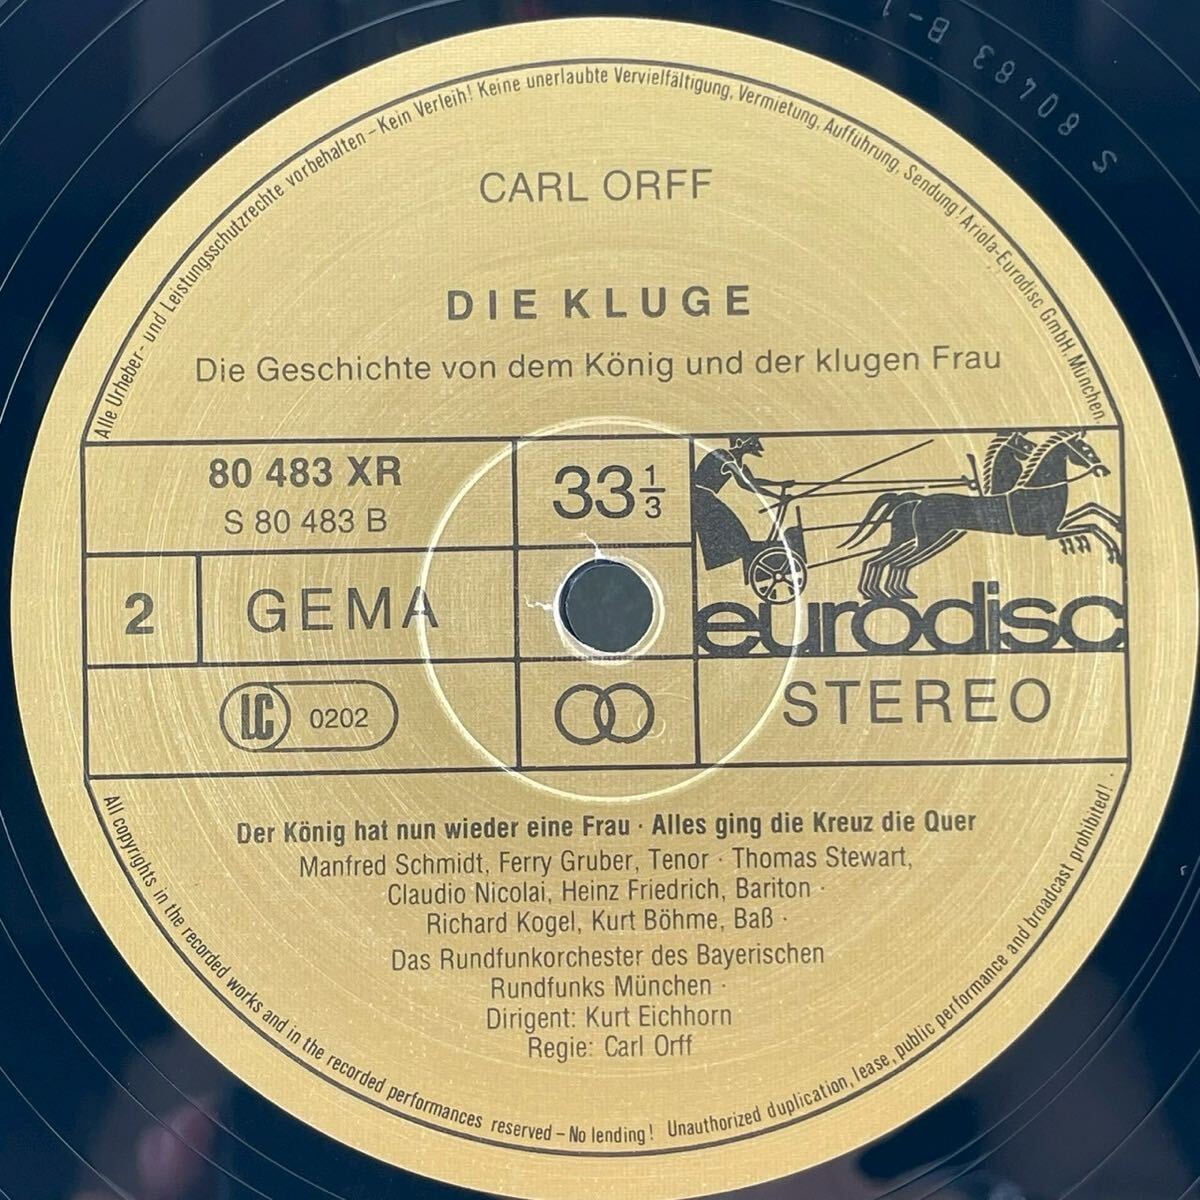 S 80483 B-1
Alle Urheber- und Leistungsschutzrechte vorbehalten – Kein Verleih! Keine unerlaubte Vervielfältigung, Vermietung, Aufführung, Sendung! Ariola-Eurodisc GmbH, München.
CARL ORFF
DIE KLUGE
Die Geschichte von dem König und der klugen Frau
80 483 XR
S 80 483 B
33 1/3
2
GEMA
eurodisc
LC 0202
STEREO
Der König hat nun wieder eine Frau · Alles ging die Kreuz die Quer
Manfred Schmidt, Ferry Gruber, Tenor · Thomas Stewart,
Claudio Nicolai, Heinz Friedrich, Bariton ·
Richard Kogel, Kurt Böhme, Baß ·
Das Rundfunkorchester des Bayerischen
Rundfunks München ·
Dirigent: Kurt Eichhorn
Regie: Carl Orff
All copyrights in the recorded works and in the recorded performances reserved – No lending! Unauthorized duplication, lease, public performance and broadcast prohibited!